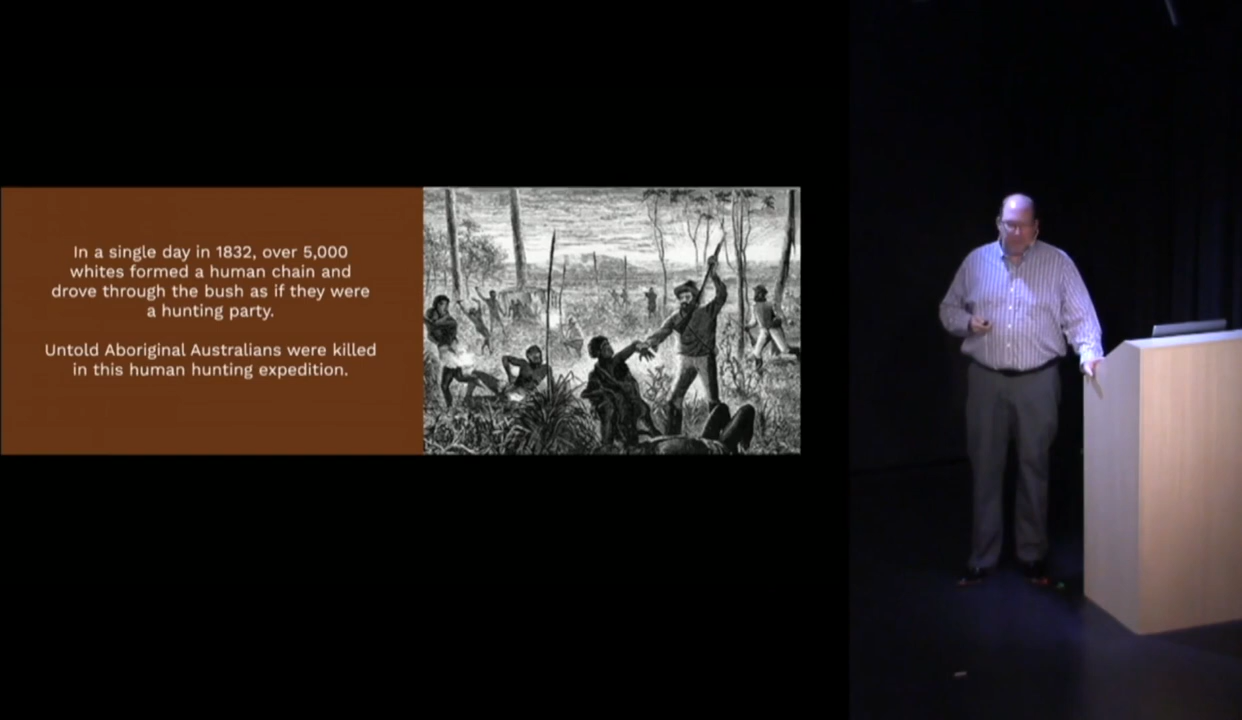 In a single day in 1832, over 5,000
whites formed a human chain and
drove through the bush as if they were
a hunting party.
Untold Aboriginal Australians were killed
in this human hunting expedition.